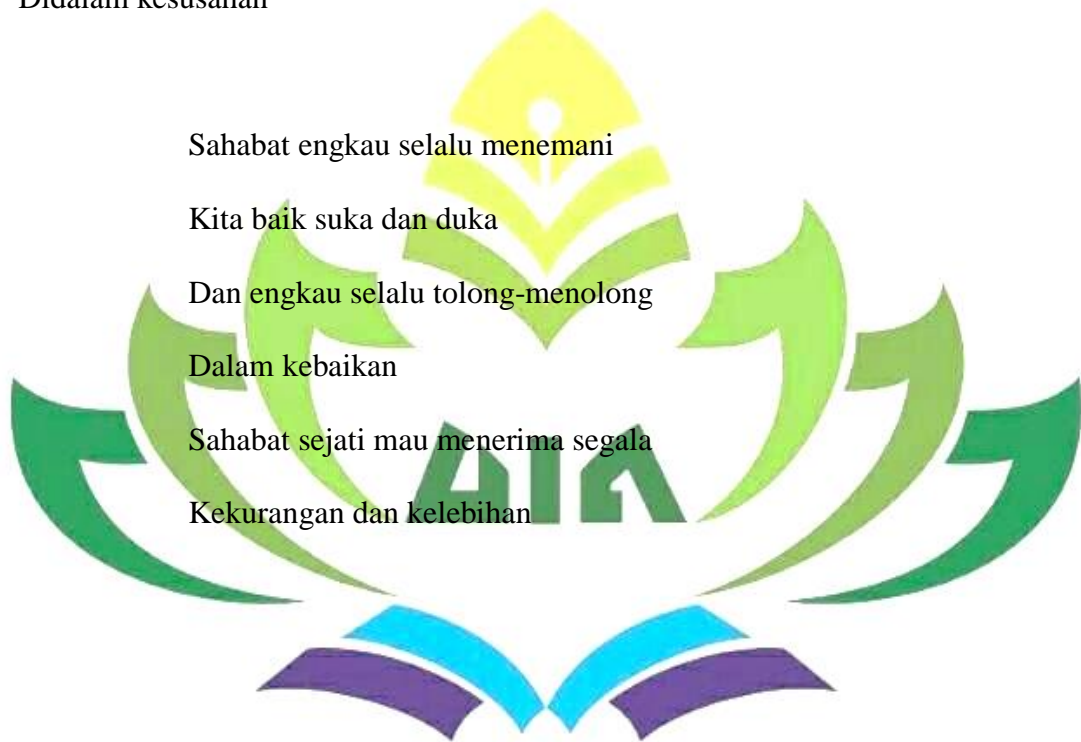 Didalam kesusahan
Sahabat engkau selalu menemani
Kita baik suka dan duka
Dan engkau selalu tolong-menolong
Dalam kebaikan
Sahabat sejati mau menerima segala
Kekurangan dan kelebihan